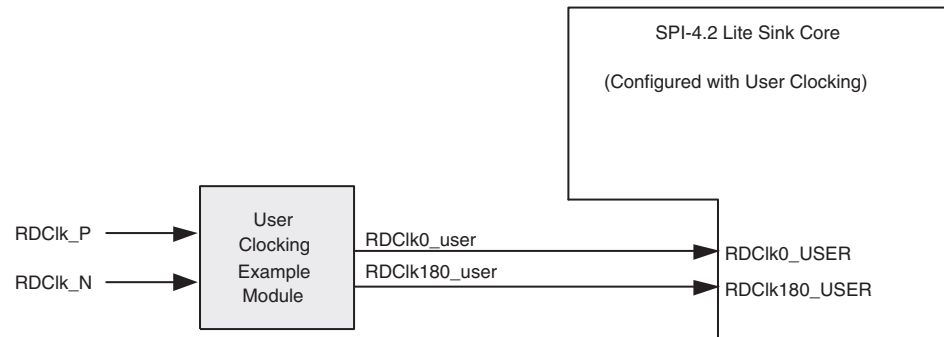 SPI-4.2 Lite Sink Core
(Configured with User Clocking)
RDClk_P
RDClk_N
User
Clocking
Example
Module
RDClk0_user
RDClk180_user
RDClk0_USER
RDClk180_USER